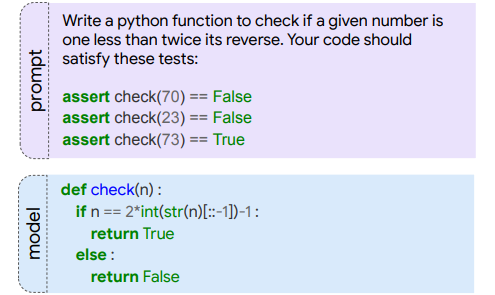 prompt
Write a python function to check if a given number is
one less than twice its reverse. Your code should
satisfy these tests:
assert check(70) == False
assert check(23) == False
assert check(73) == True
model
def check(n) :
if n == 2*int(str(n)[::-1])-1 :
return True
else :
return False